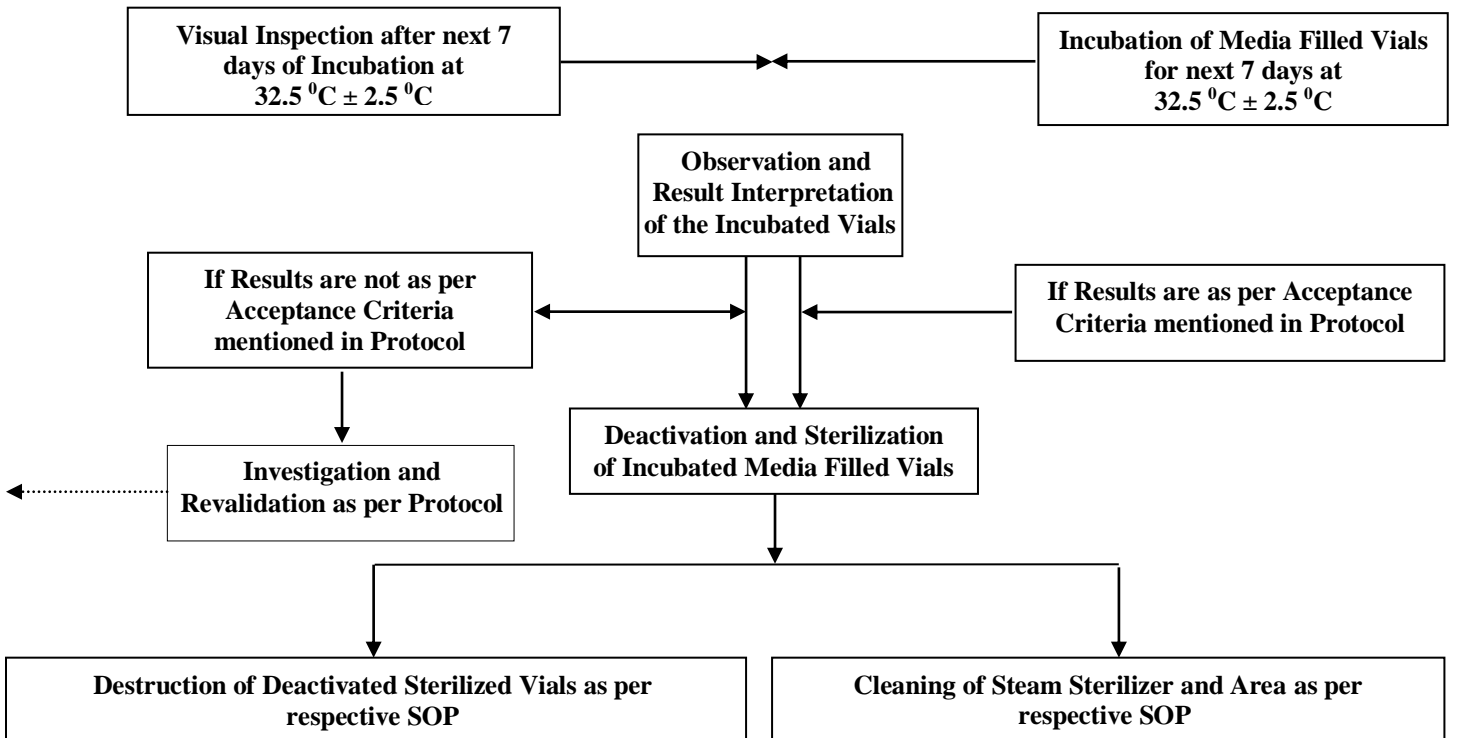 Visual Inspection after next 7
days of Incubation at
32.5 ⁰C ± 2.5 ⁰C
Incubation of Media Filled Vials
for next 7 days at
32.5 ⁰C ± 2.5 ⁰C
Observation and
Result Interpretation
of the Incubated Vials
If Results are not as per
Acceptance Criteria
mentioned in Protocol
If Results are as per Acceptance
Criteria mentioned in Protocol
Deactivation and Sterilization
of Incubated Media Filled Vials
Investigation and
Revalidation as per Protocol
Destruction of Deactivated Sterilized Vials as per
respective SOP
Cleaning of Steam Sterilizer and Area as per
respective SOP